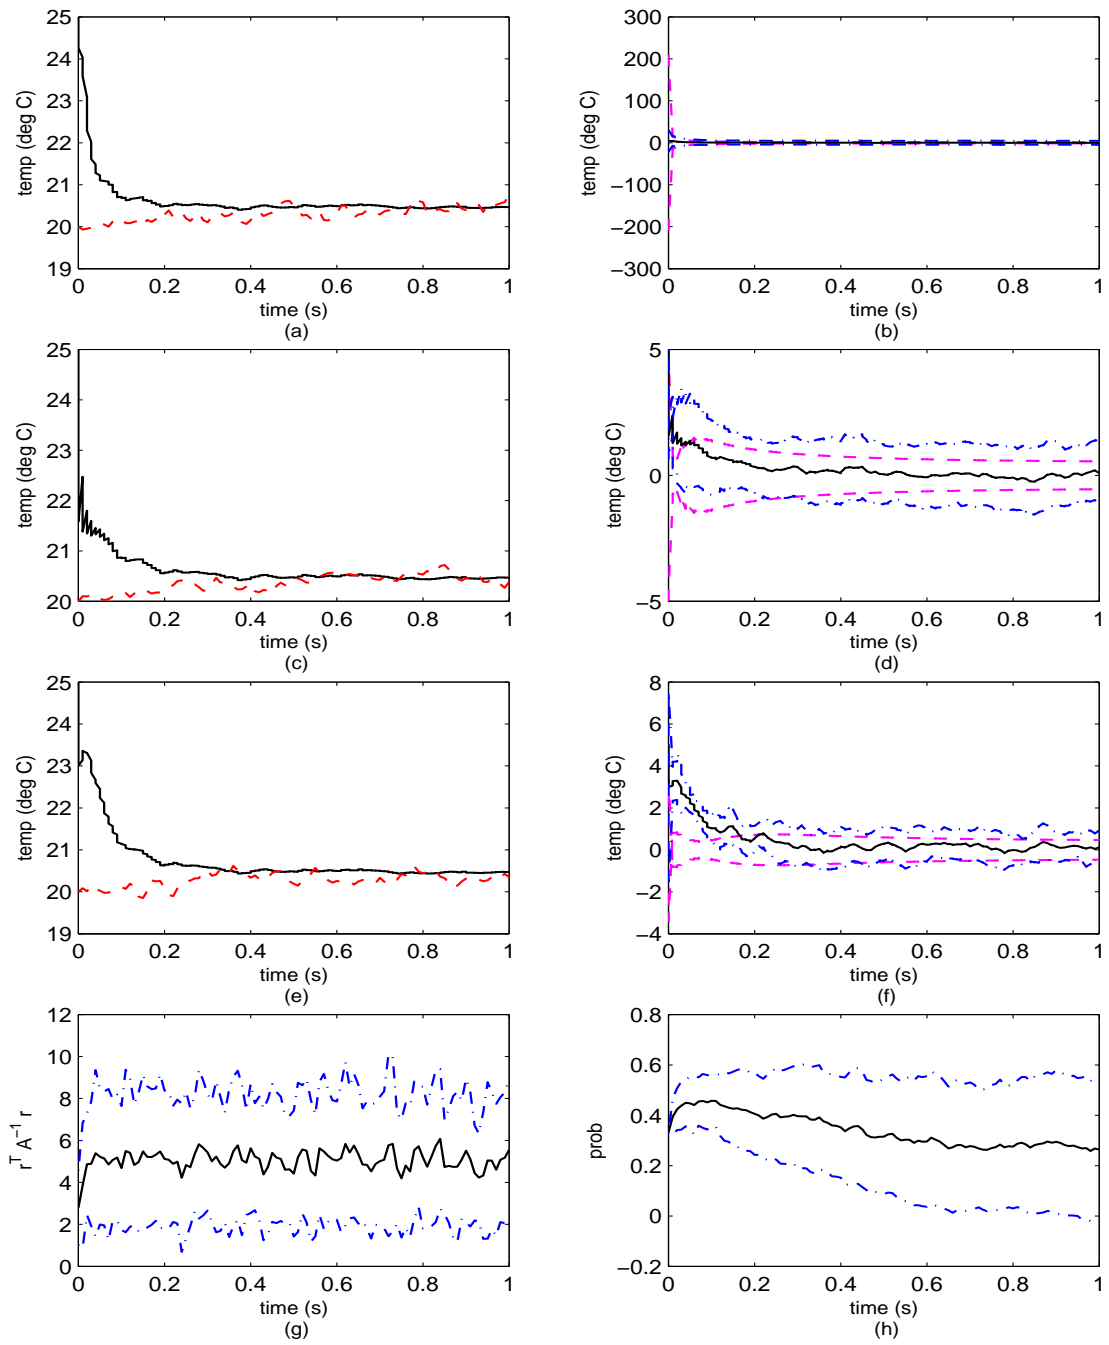 25
24
23
22
21
20
19
temp (deg C)
0 0.2 0.4 0.6 0.8 1
time (s)
(a)
300
200
100
0
−100
−200
−300
temp (deg C)
0 0.2 0.4 0.6 0.8 1
time (s)
(b)
25
24
23
22
21
20
temp (deg C)
0 0.2 0.4 0.6 0.8 1
time (s)
(c)
5
0
−5
temp (deg C)
0 0.2 0.4 0.6 0.8 1
time (s)
(d)
25
24
23
22
21
20
19
temp (deg C)
0 0.2 0.4 0.6 0.8 1
time (s)
(e)
8
6
4
2
0
−2
−4
temp (deg C)
0 0.2 0.4 0.6 0.8 1
time (s)
(f)
12
10
8
6
4
2
0
r^T A^−1 r
0 0.2 0.4 0.6 0.8 1
time (s)
(g)
0.8
0.6
0.4
0.2
0
−0.2
prob
0 0.2 0.4 0.6 0.8 1
time (s)
(h)